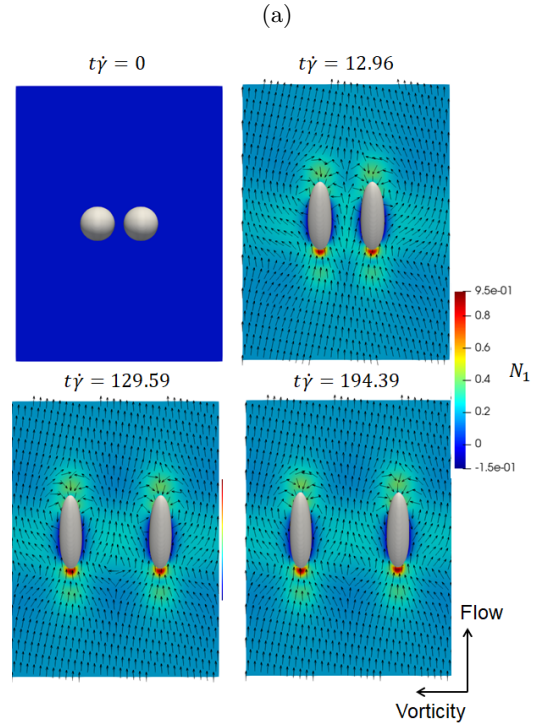 (a)
tγ̇ = 0
tγ̇ = 12.96
9.5e-01
0.8
0.6
0.4
0.2
0
-1.5e-01
N₁
tγ̇ = 129.59
tγ̇ = 194.39
Flow
Vorticity